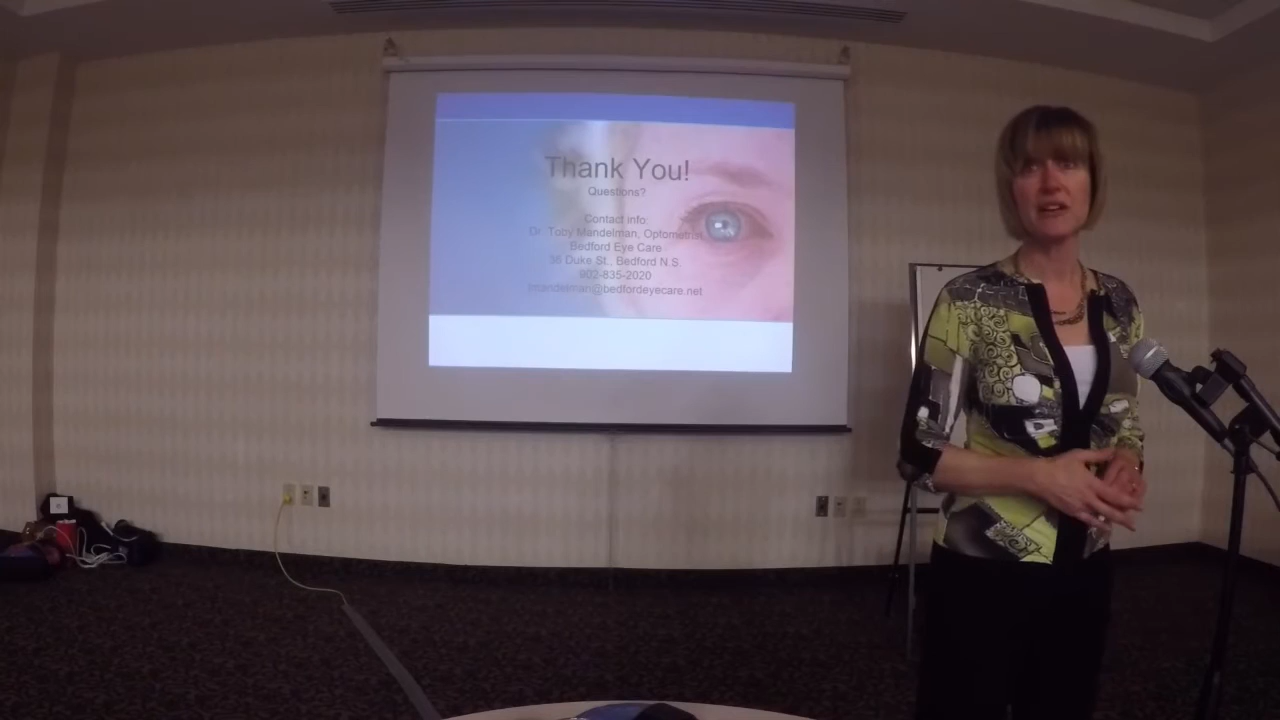 Thank You!
Questions?
Contact info:
Dr. Toby Mandelman, Optometrist
Bedford Eye Care
56 Duke St., Bedford N.S.
902-835-2020
tmandelman@bedfordeyecare.net